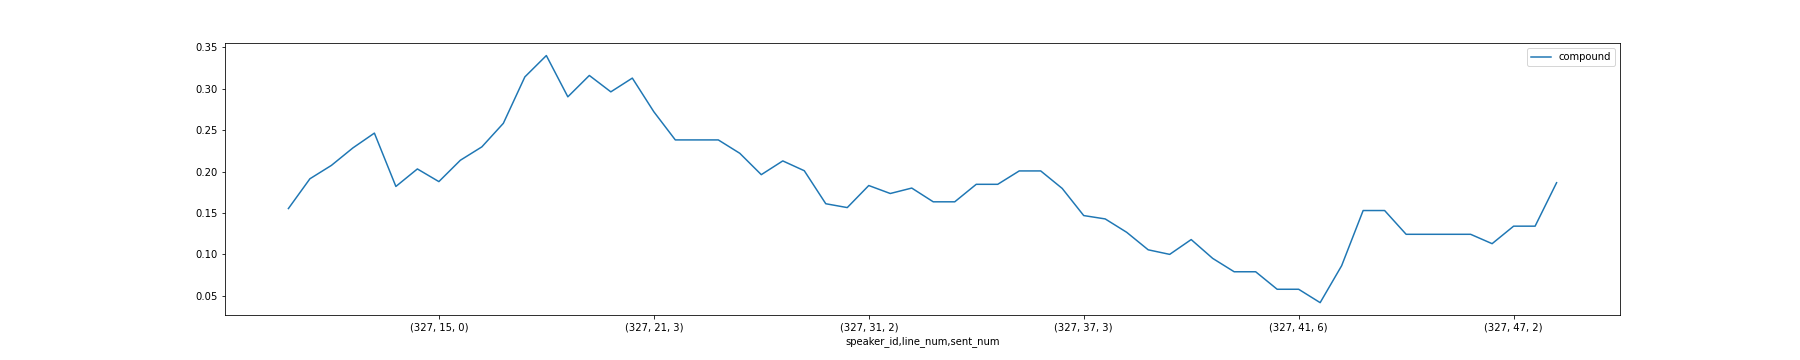 0.35
compound
0.30
0.25
0.20
0.15
0.10
0.05
(327, 15, 0) (327, 21, 3) (327, 31, 2) (327, 37, 3) (327, 41, 6) (327, 47, 2)
speaker_id,line_num,sent_num